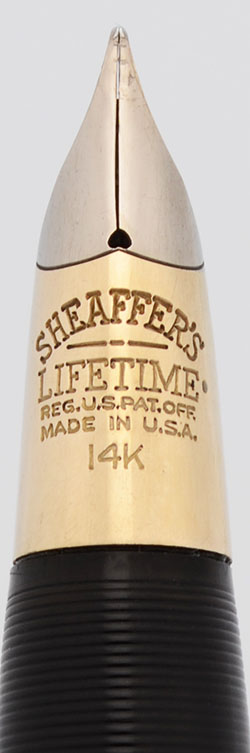 SHEAFFER'S
LIFETIME
REG.U.S.PAT.OFF.
MADE IN U.S.A.
14K